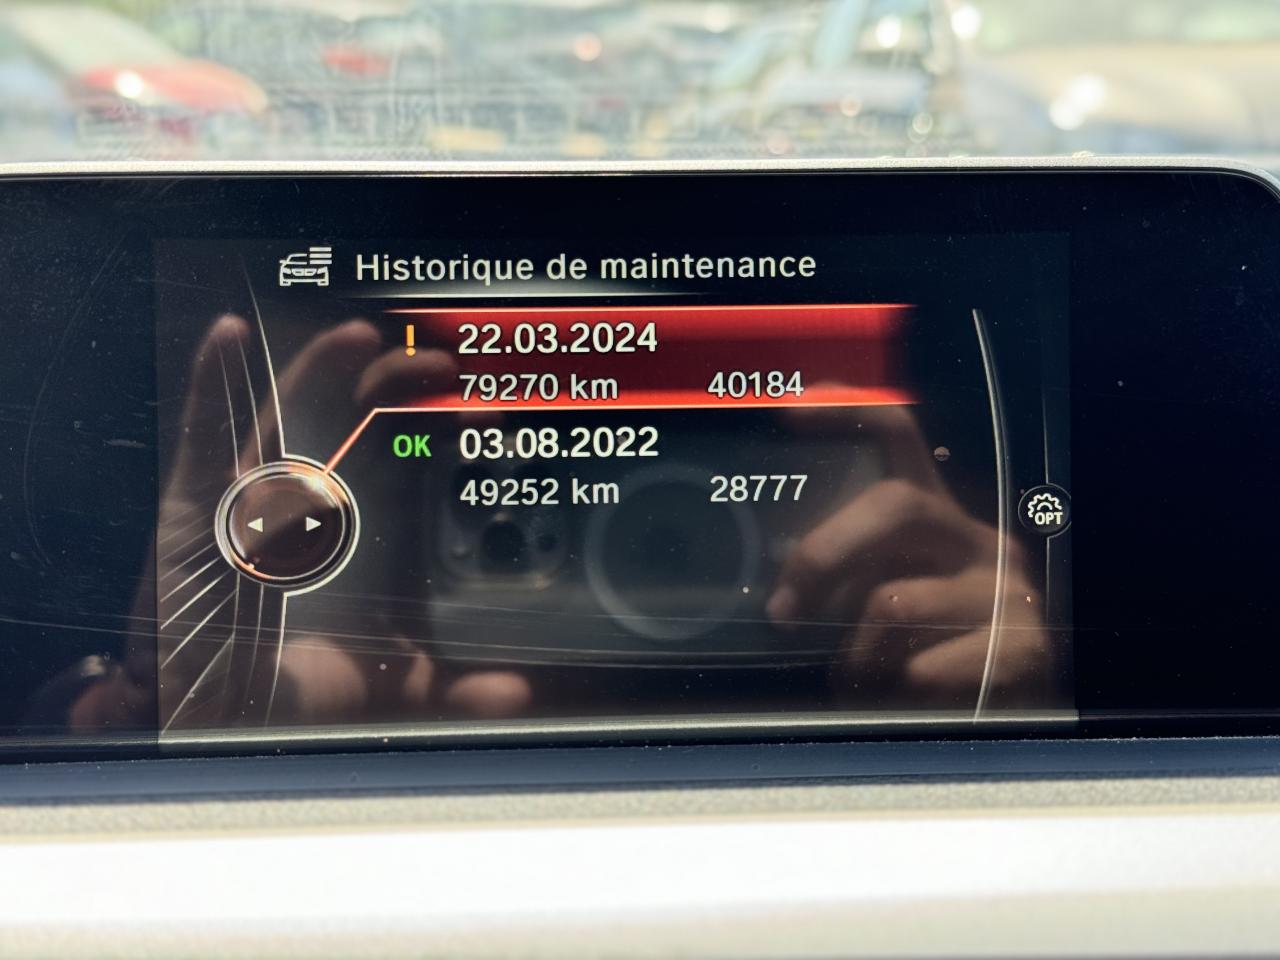 Historique de maintenance
! 22.03.2024
79270 km 40184
OK 03.08.2022
49252 km 28777
OPT